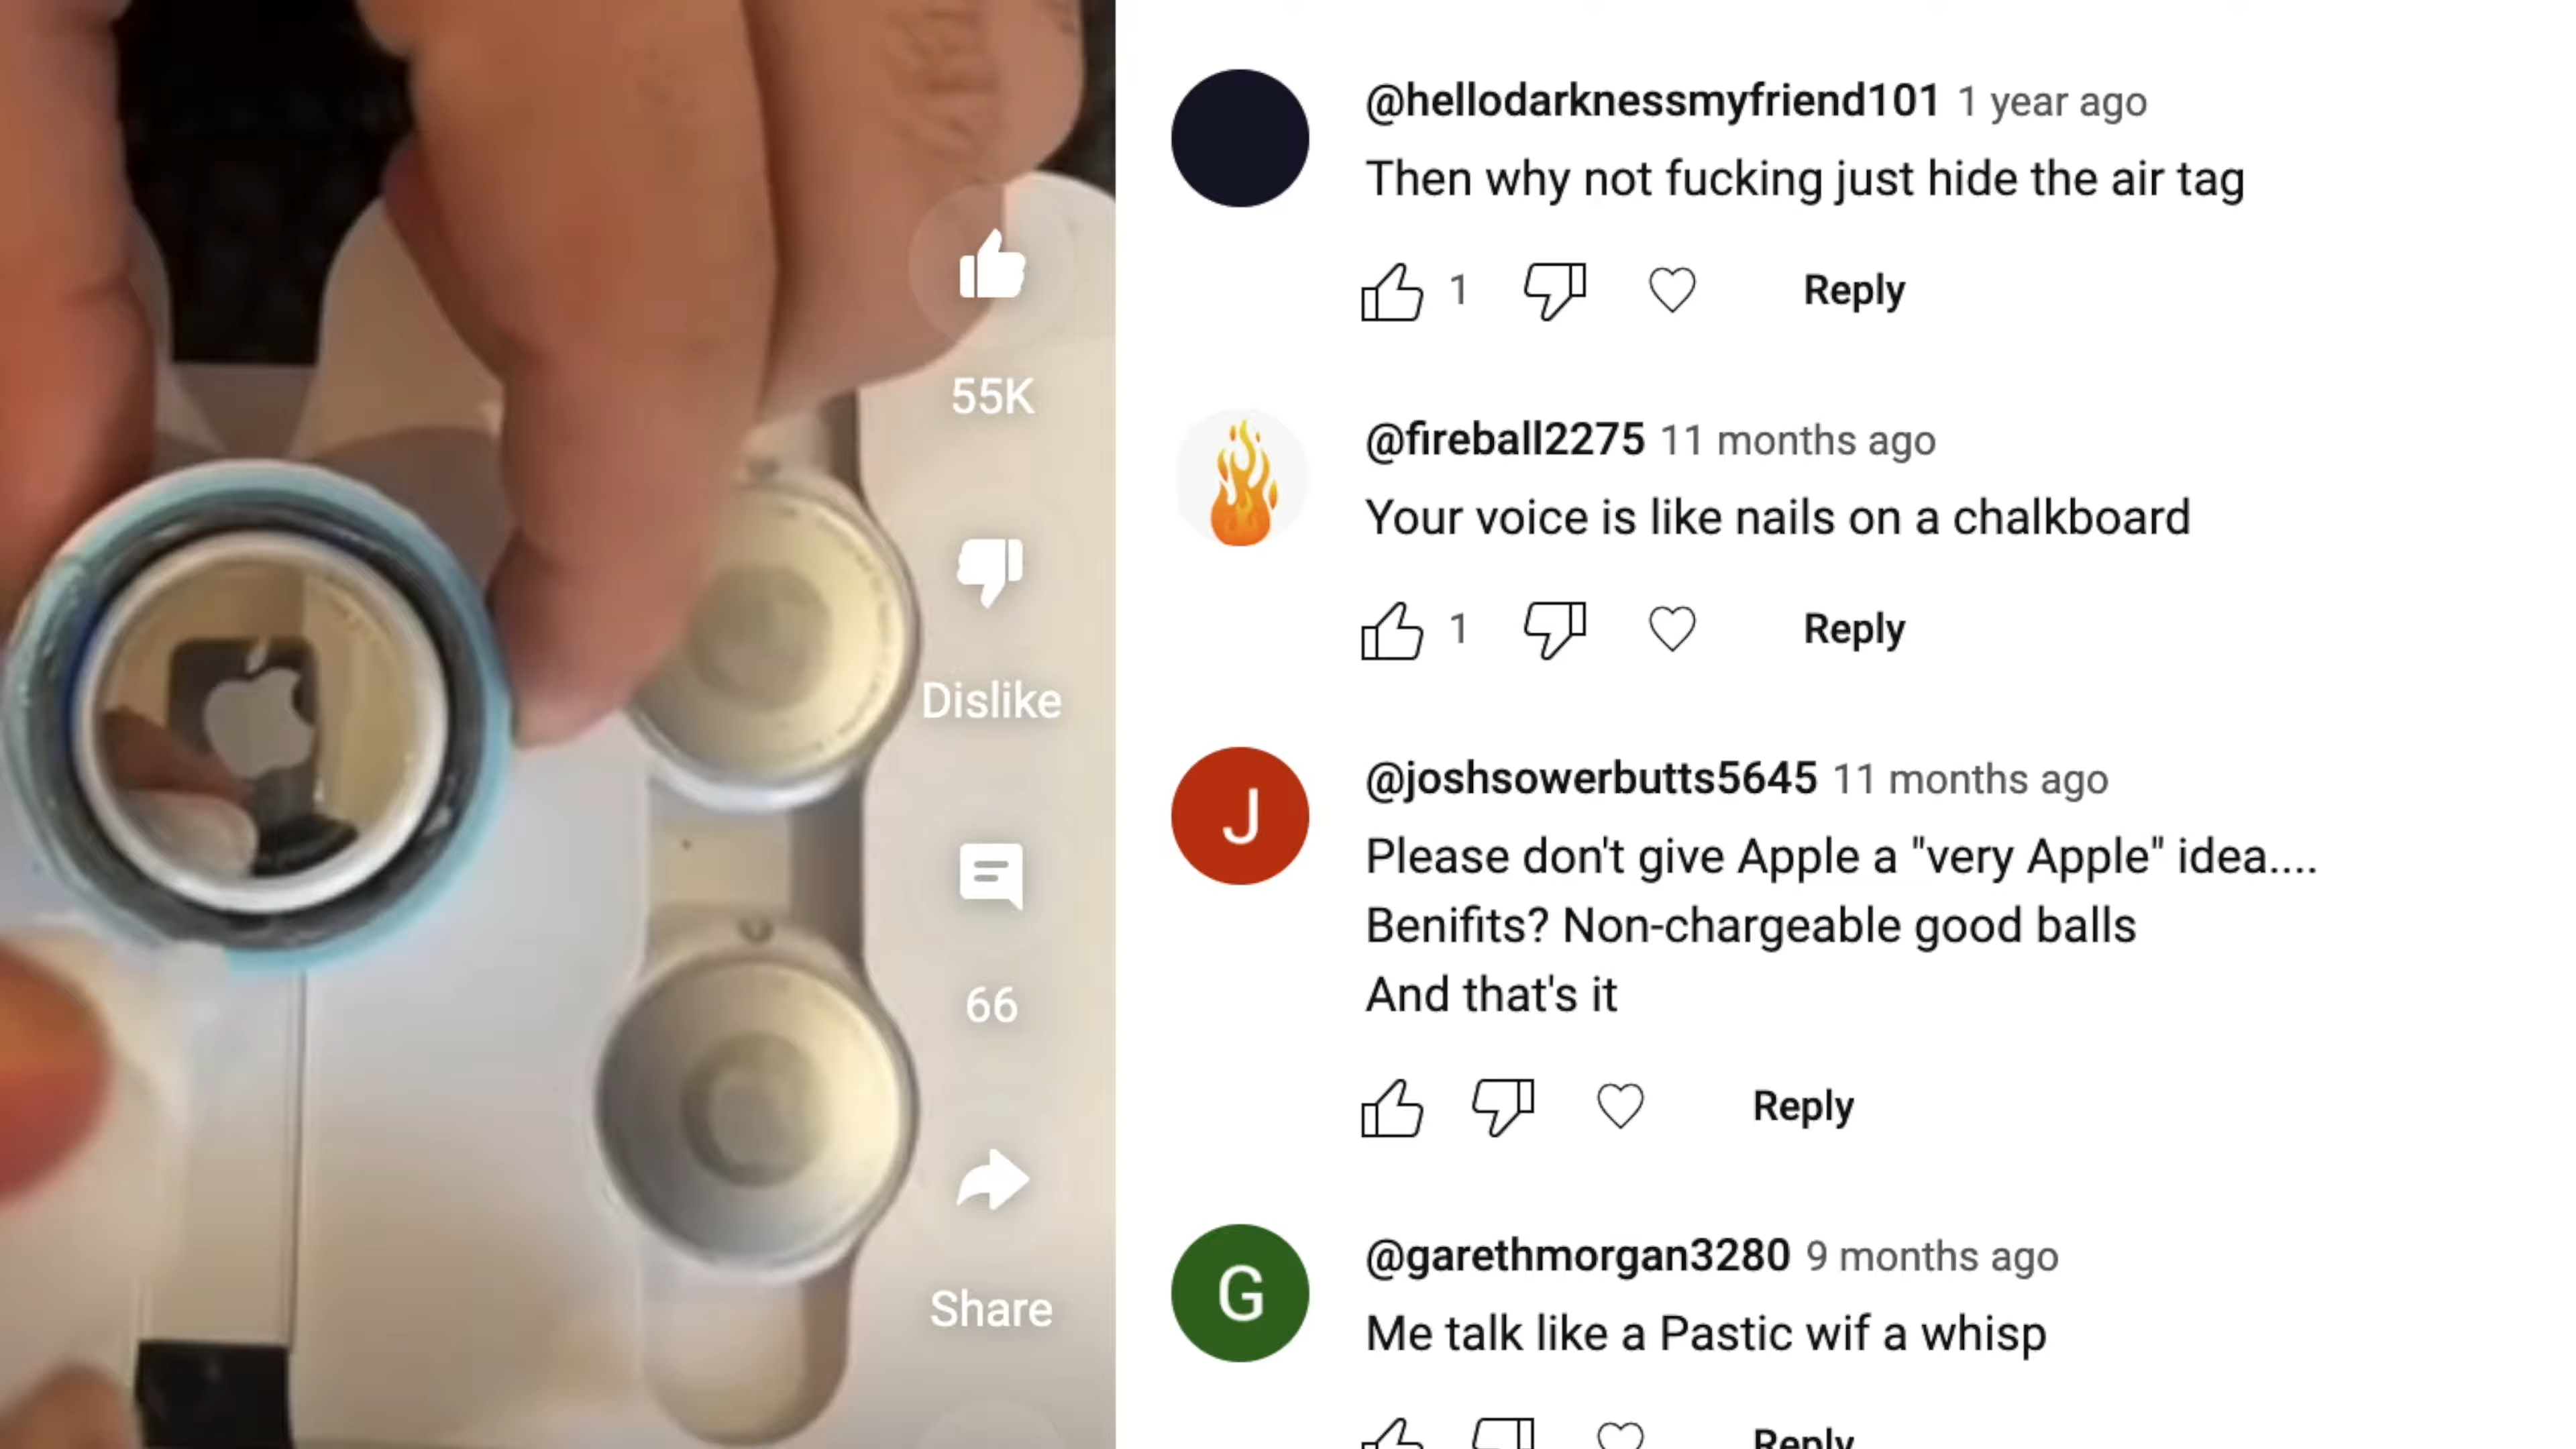 55K
Dislike
66
Share
@hellodarknessmyfriend101 1 year ago
Then why not fucking just hide the air tag
1 Reply
@fireball2275 11 months ago
Your voice is like nails on a chalkboard
1 Reply
J
@joshsowerbutts5645 11 months ago
Please don't give Apple a "very Apple" idea....
Benifits? Non-chargeable good balls
And that's it
Reply
G
@garethmorgan3280 9 months ago
Me talk like a Pastic wif a whisp
Reply